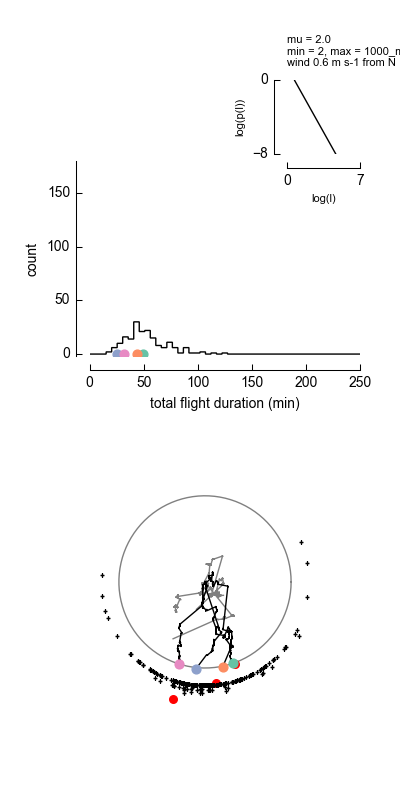 mu = 2.0
min = 2, max = 1000_m
wind 0.6 m s-1 from N
0
log(p(l))
−8
0
7
log(l)
150
100
50
0
count
0
50
100
150
200
250
total flight duration (min)